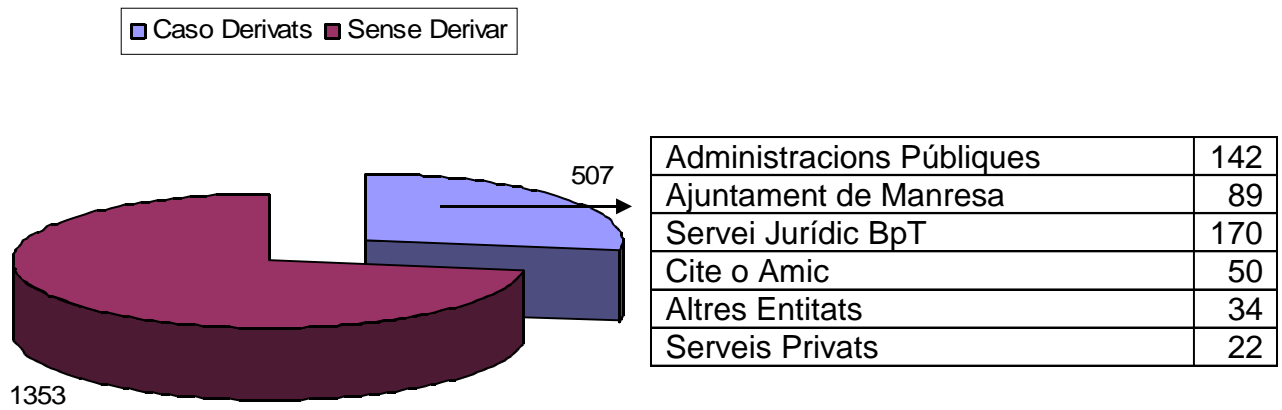 Caso Derivats Sense Derivar
507
1353
Administracions Públiques 142
Ajuntament de Manresa 89
Servei Jurídic BpT 170
Cite o Amic 50
Altres Entitats 34
Serveis Privats 22